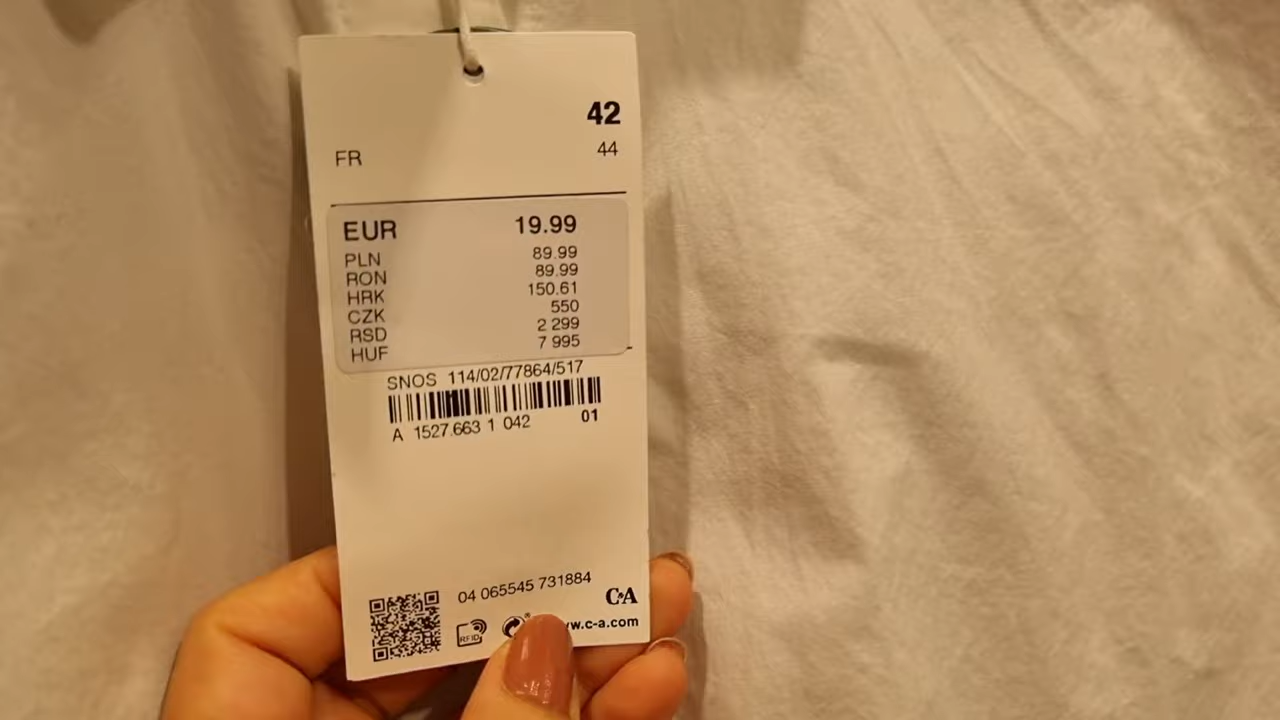 42
FR 44
EUR 19.99
PLN 89.99
RON 89.99
HRK 150.61
CZK 550
RSD 2 299
HUF 7 995
SNOS 114/02/77864/517
A 1527.663 1 042 01
04 065545 731884
C&A
RFID
w.c-a.com